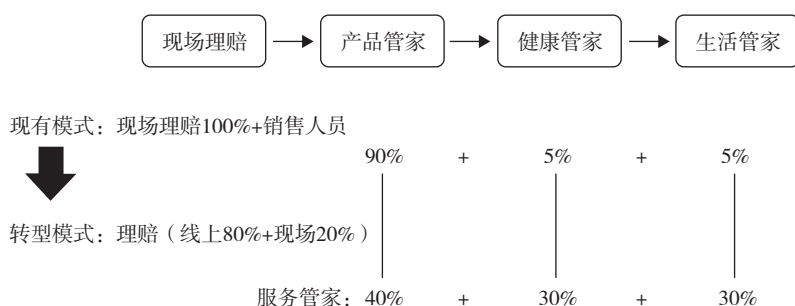 现场理赔 产品管家 健康管家 生活管家
现有模式：现场理赔100%+销售人员
90% + 5% + 5%
转型模式：理赔（线上80%+现场20%）
服务管家：40% + 30% + 30%